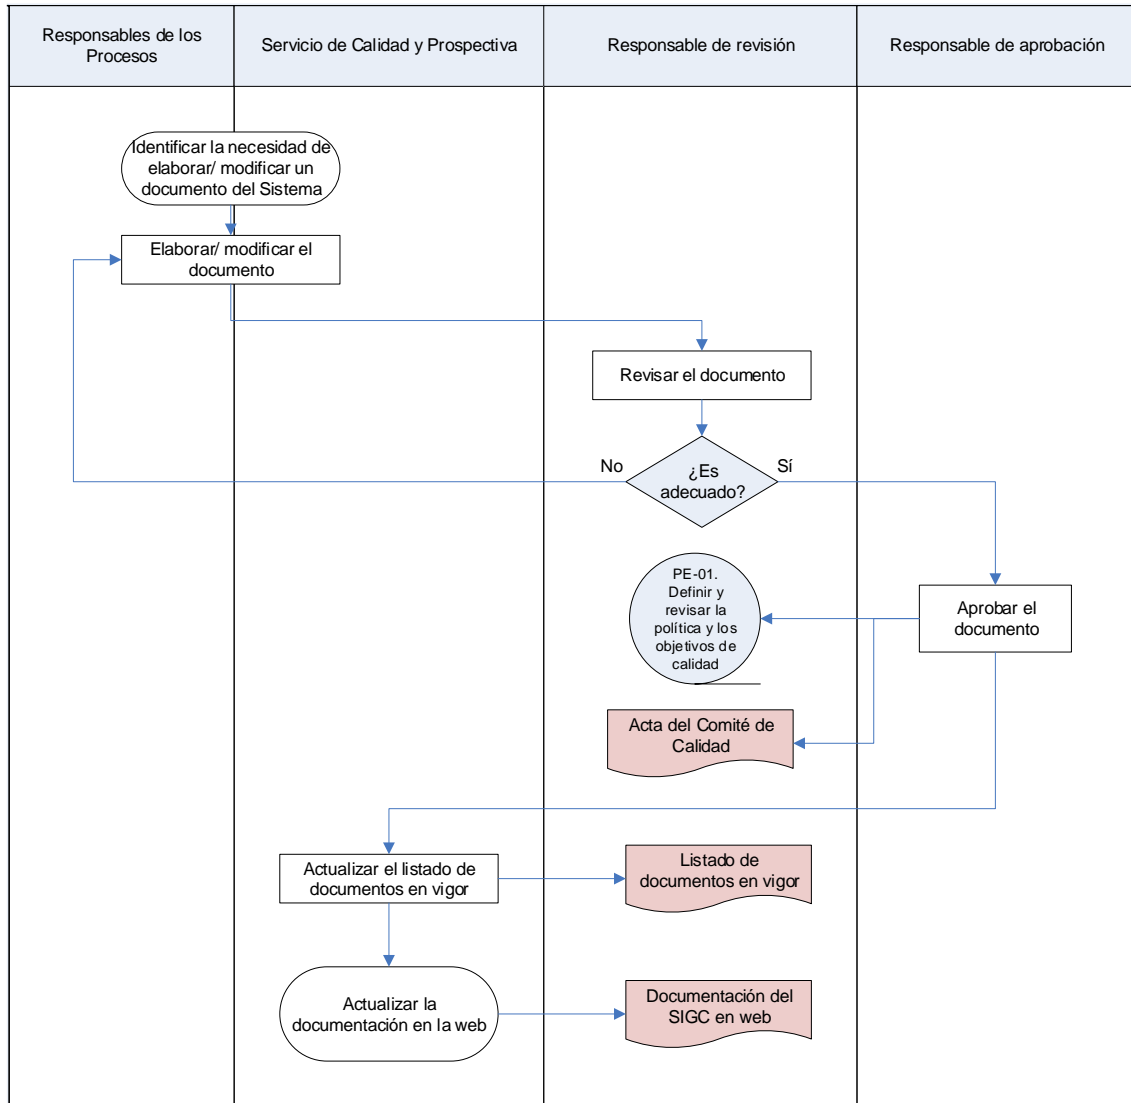 Responsables de los
Procesos
Servicio de Calidad y Prospectiva
Responsable de revisión
Responsable de aprobación
Identificar la necesidad de
elaborar/ modificar un
documento del Sistema
Elaborar/ modificar el
documento
Revisar el documento
No
¿Es
adecuado?
Sí
PE-01.
Definir y
revisar la
política y los
objetivos de
calidad
Aprobar el
documento
Acta del Comité de
Calidad
Actualizar el listado de
documentos en vigor
Listado de
documentos en vigor
Actualizar la
documentación en la web
Documentación del
SIGC en web